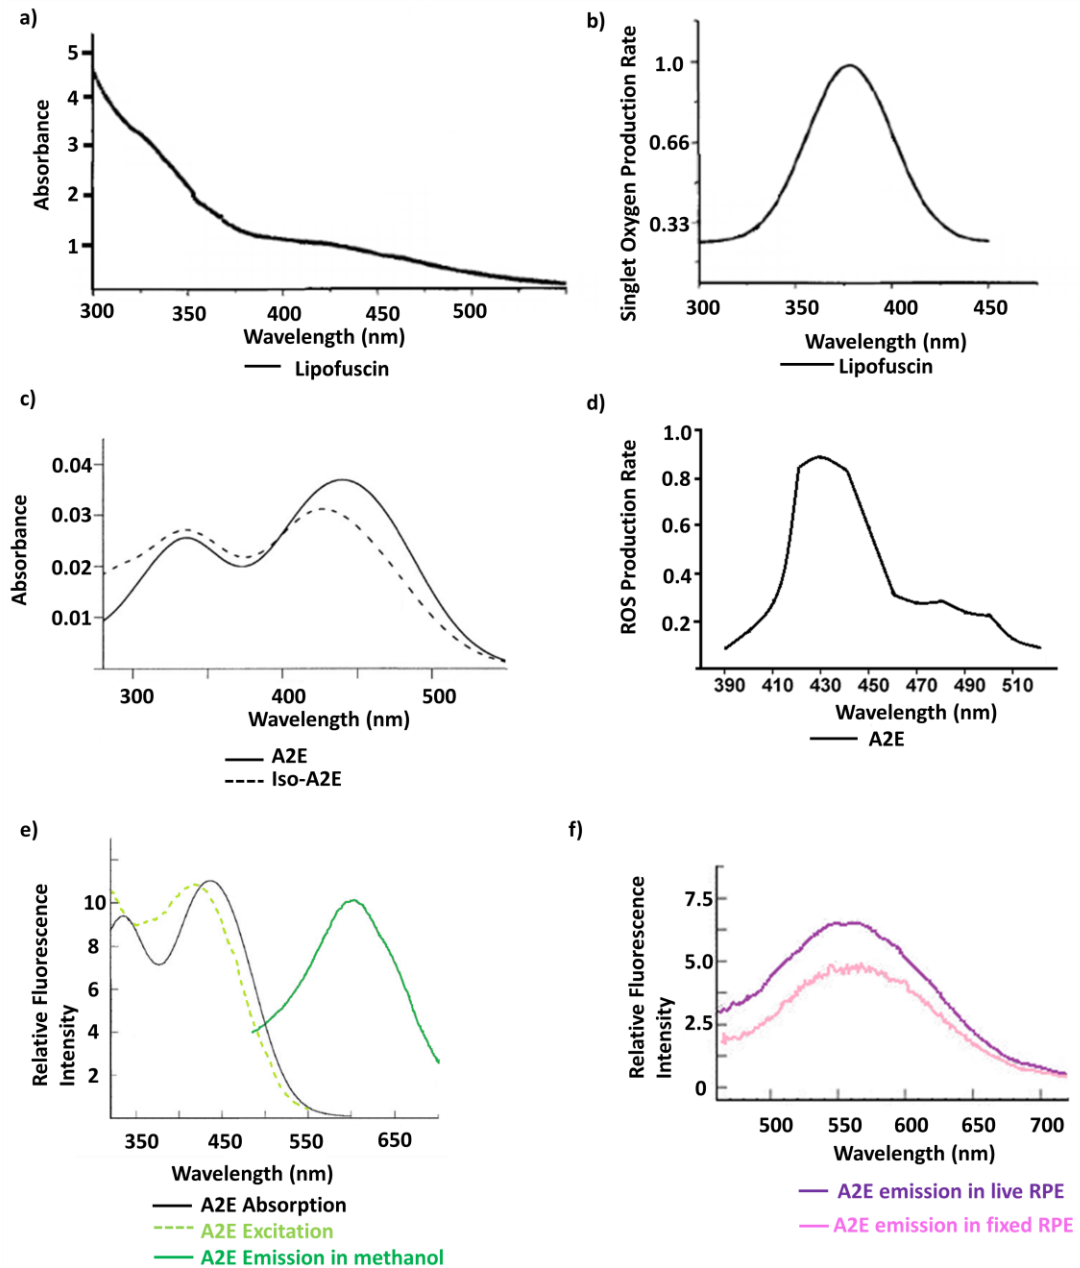 a)
Absorbance
5
4
3
2
1
300 350 400 450 500
Wavelength (nm)
Lipofuscin
b)
Singlet Oxygen Production Rate
1.0
0.66
0.33
300 350 400 450
Wavelength (nm)
Lipofuscin
c)
Absorbance
0.04
0.03
0.02
0.01
300 400 500
Wavelength (nm)
A2E
Iso-A2E
d)
ROS Production Rate
1.0
0.8
0.6
0.4
0.2
390 410 430 450 470 490 510
Wavelength (nm)
A2E
e)
Relative Fluorescence
Intensity
10
8
6
4
2
350 450 550 650
Wavelength (nm)
A2E Absorption
A2E Excitation
A2E Emission in methanol
f)
Relative Fluorescence
Intensity
7.5
5.0
2.5
0
500 550 600 650 700
Wavelength (nm)
A2E emission in live RPE
A2E emission in fixed RPE